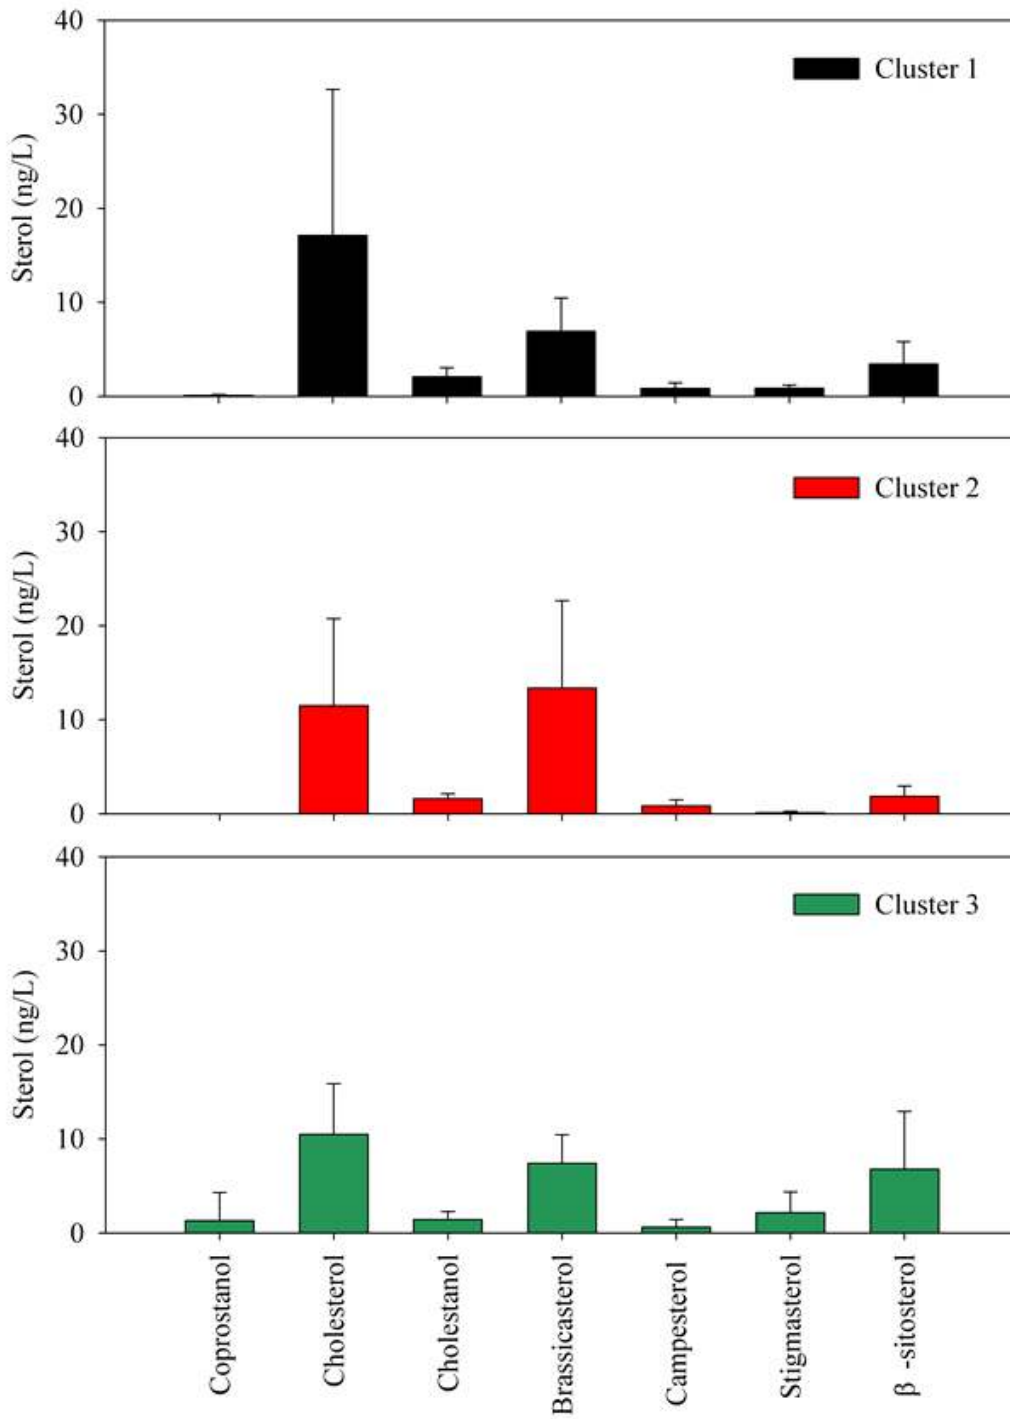 40
30
20
10
0
Sterol (ng/L)
Cluster 1
40
30
20
10
0
Sterol (ng/L)
Cluster 2
40
30
20
10
0
Sterol (ng/L)
Cluster 3
Coprostanol
Cholesterol
Cholestanol
Brassicasterol
Campesterol
Stigmasterol
β -sitosterol